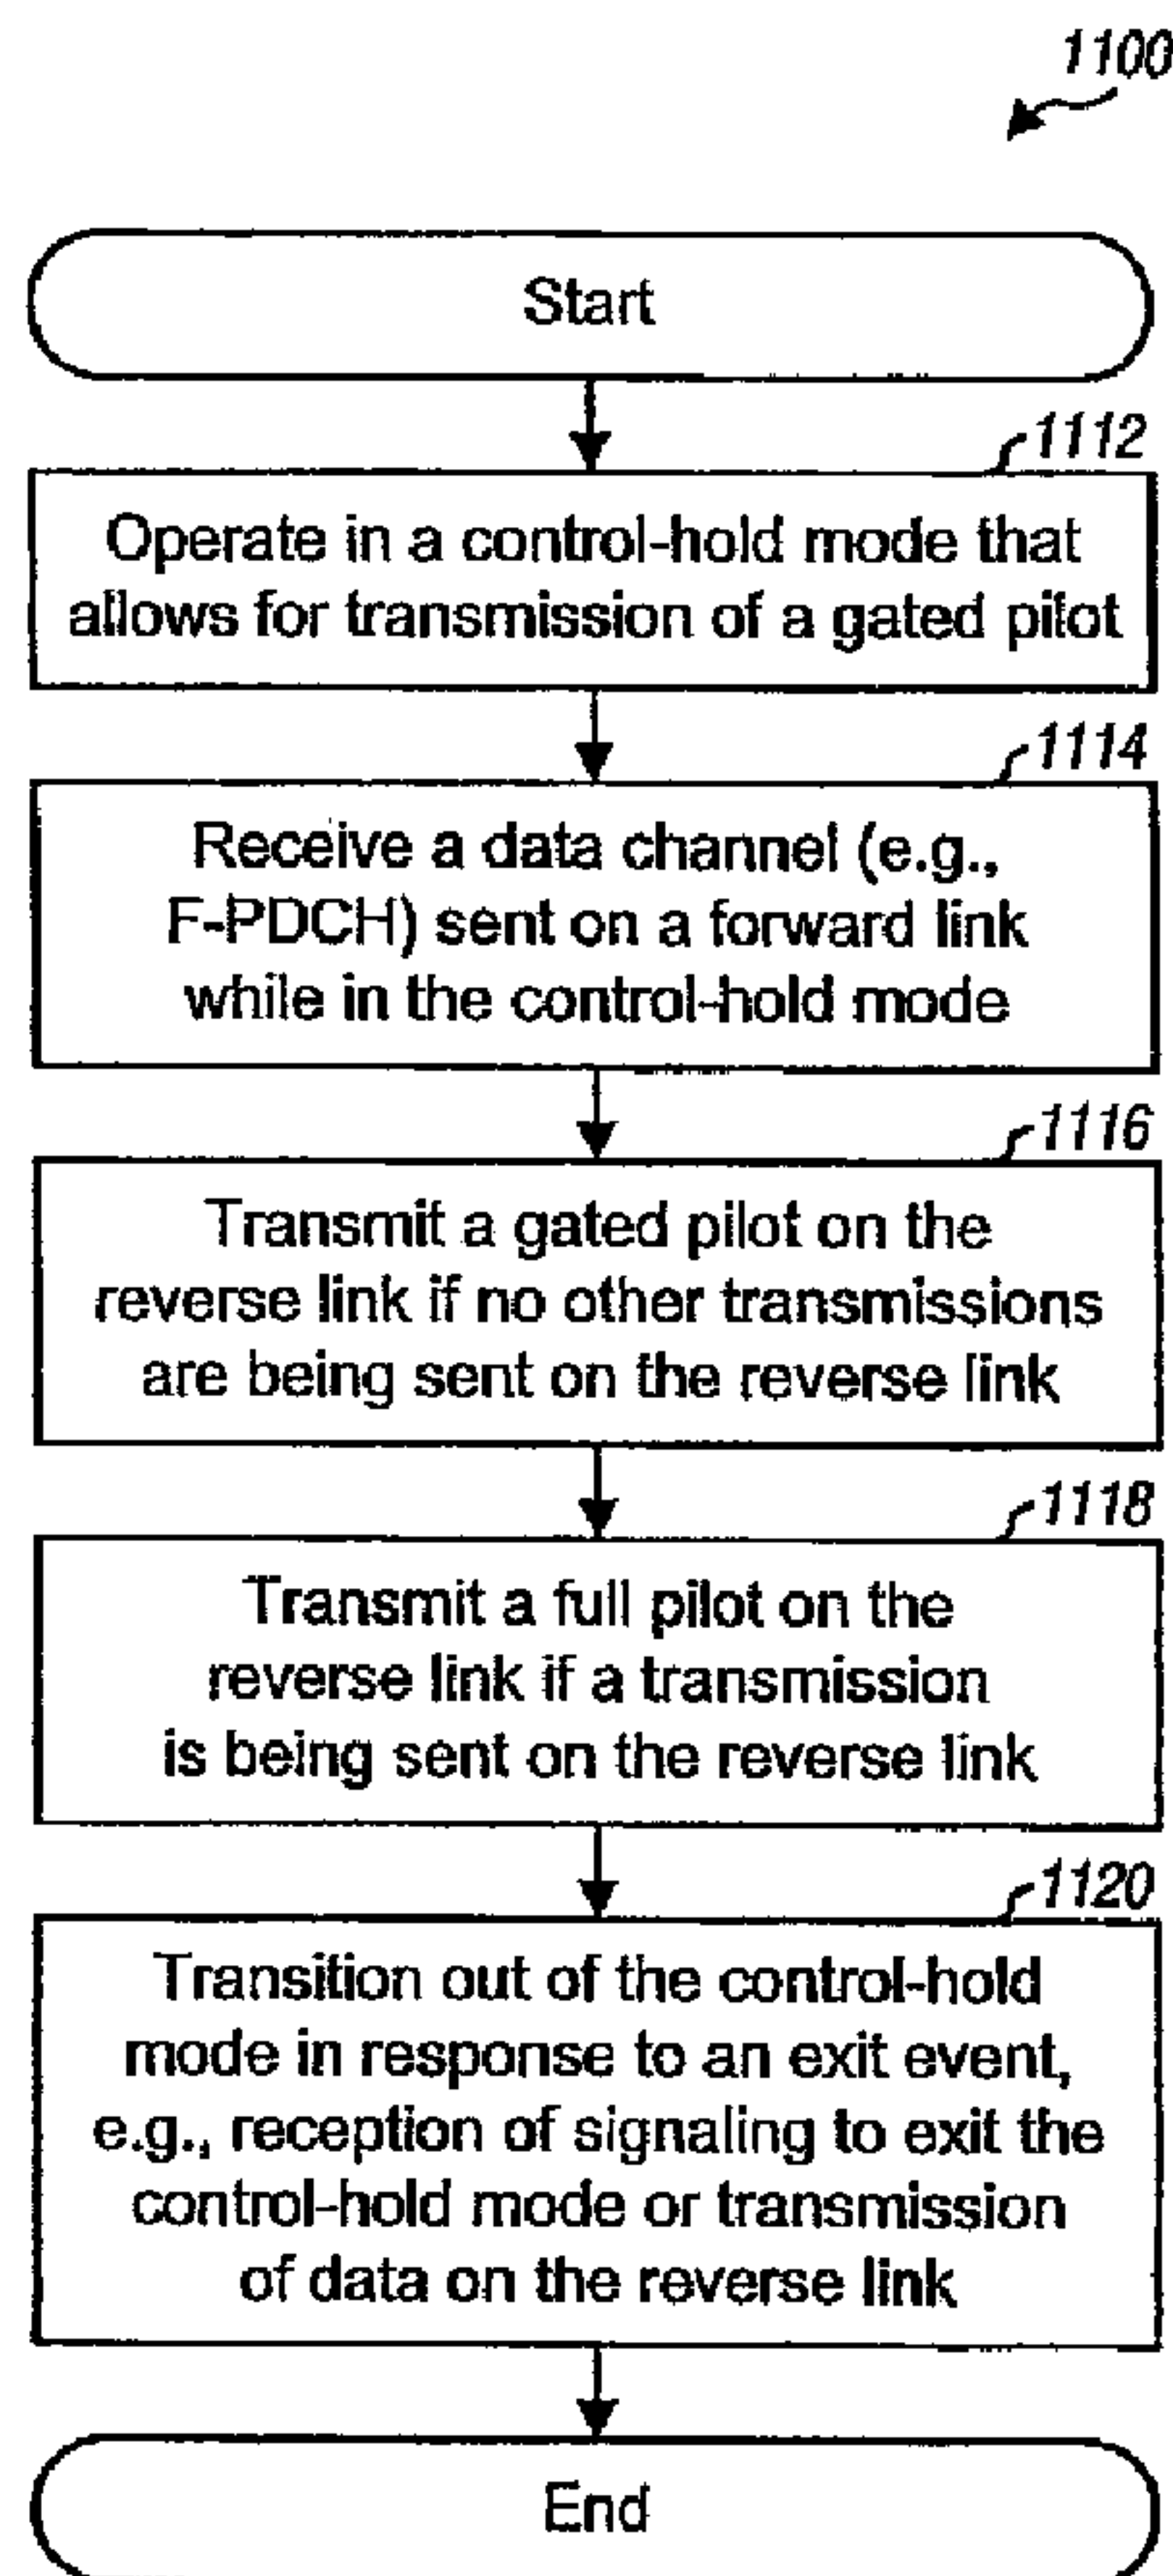 1100
Start
1112
Operate in a control-hold mode that
allows for transmission of a gated pilot
1114
Receive a data channel (e.g.,
F-PDCH) sent on a forward link
while in the control-hold mode
1116
Transmit a gated pilot on the
reverse link if no other transmissions
are being sent on the reverse link
1118
Transmit a full pilot on the
reverse link if a transmission
is being sent on the reverse link
1120
Transition out of the control-hold
mode in response to an exit event,
e.g., reception of signaling to exit the
control-hold mode or transmission
of data on the reverse link
End